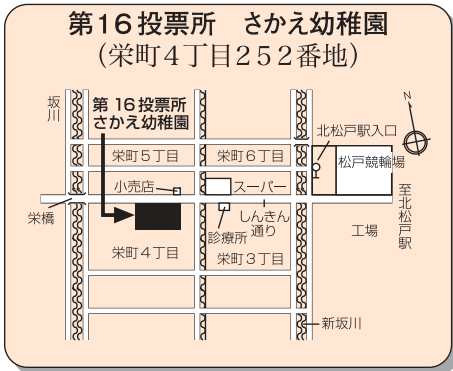 第16投票所 さかえ幼稚園
（栄町４丁目２５２番地）
坂川
第16投票所
さかえ幼稚園
N
北松戸駅入口
栄町５丁目
栄町６丁目
松戸競輪場
小売店
スーパー
至北松戸駅
栄橋
しんきん
通り
診療所
工場
栄町４丁目
栄町３丁目
新坂川